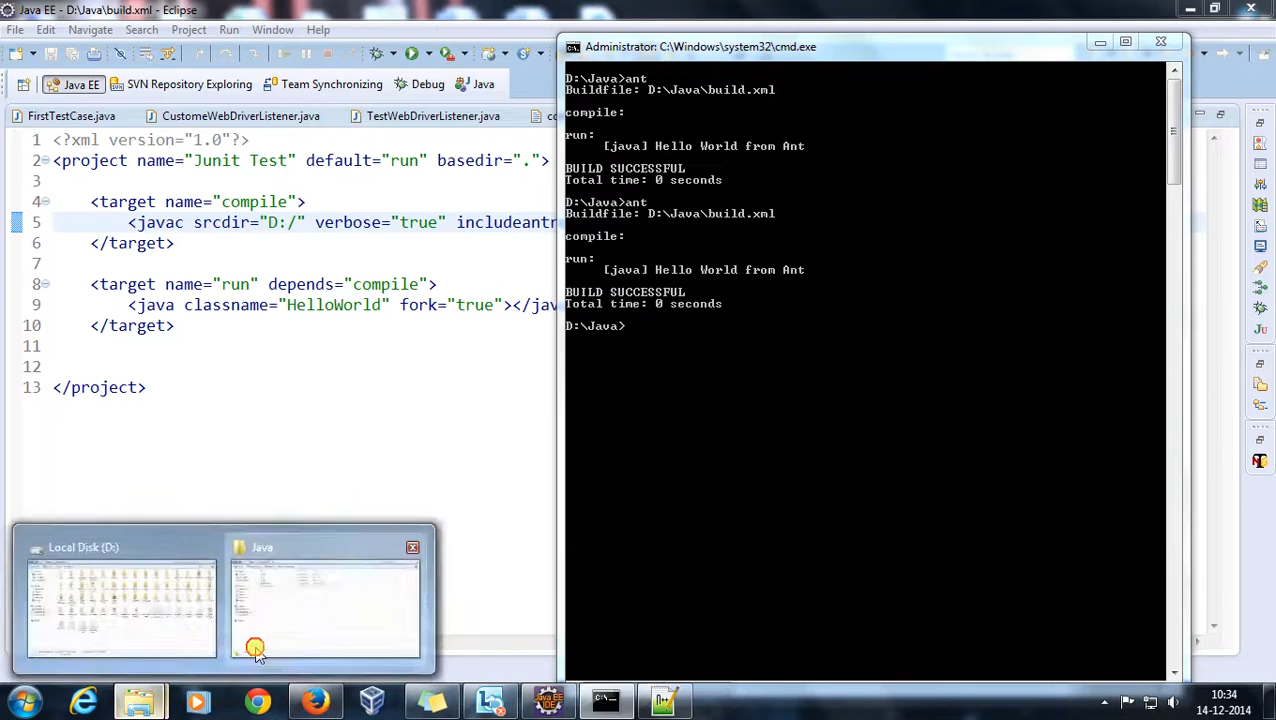 Java EE - D:\Java\build.xml - Eclipse
File Edit Navigate Search Project Run Window Help
Java EE SVN Repository Exploring Team Synchronizing Debug Java
FirstTestCase.java CustomeWebDriverListener.java TestWebDriverListener.java
1 <?xml version="1.0"?>
2 <project name="Junit Test" default="run" basedir=".">
3
4 <target name="compile">
5 <javac srcdir="D:/" verbose="true" includeantr
6 </target>
7
8 <target name="run" depends="compile">
9 <java classname="HelloWorld" fork="true"></jav
10 </target>
11
12
13 </project>
Administrator: C:\Windows\system32\cmd.exe
D:\Java>ant
Buildfile: D:\Java\build.xml
compile:
run:
[java] Hello World from Ant
BUILD SUCCESSFUL
Total time: 0 seconds
D:\Java>ant
Buildfile: D:\Java\build.xml
compile:
run:
[java] Hello World from Ant
BUILD SUCCESSFUL
Total time: 0 seconds
D:\Java>
Local Disk (D:) Java
10:34
14-12-2014